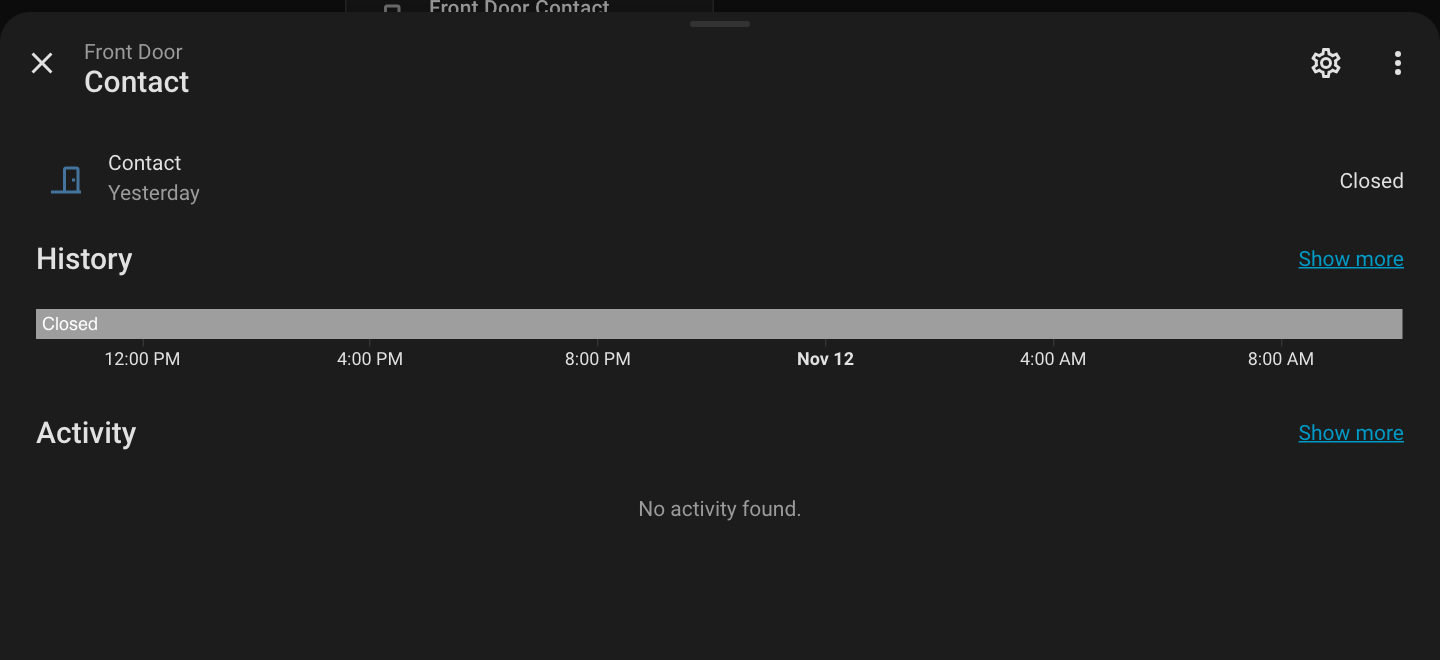 Front Door Contact
Front Door
Contact
Contact
Yesterday
Closed
History
Show more
Closed
12:00 PM 4:00 PM 8:00 PM Nov 12 4:00 AM 8:00 AM
Activity
Show more
No activity found.